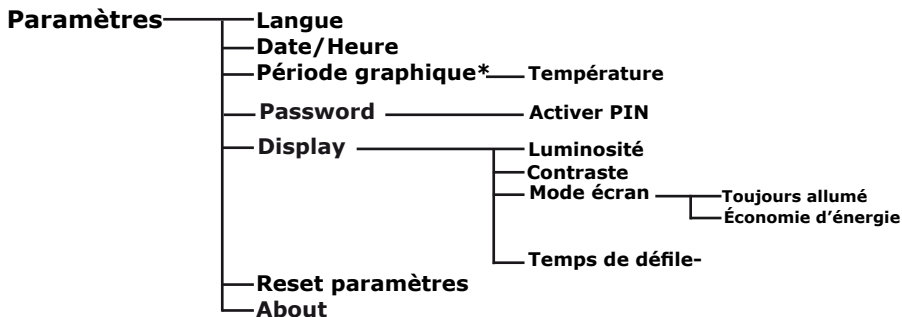 Paramètres
Langue
Date/Heure
Période graphique*
Température
Password
Activer PIN
Display
Luminosité
Contraste
Mode écran
Toujours allumé
Économie d'énergie
Temps de défile-
Reset paramètres
About